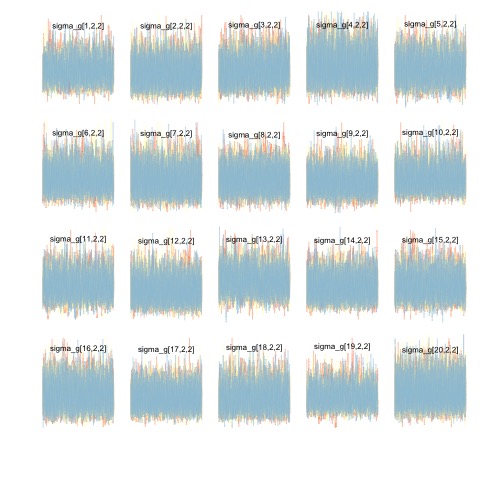 sigma_g[1,2,2]
sigma_g[2,2,2]
sigma_g[3,2,2]
sigma_g[4,2,2]
sigma_g[5,2,2]
sigma_g[6,2,2]
sigma_g[7,2,2]
sigma_g[8,2,2]
sigma_g[9,2,2]
sigma_g[10,2,2]
sigma_g[11,2,2]
sigma_g[12,2,2]
sigma_g[13,2,2]
sigma_g[14,2,2]
sigma_g[15,2,2]
sigma_g[16,2,2]
sigma_g[17,2,2]
sigma_g[18,2,2]
sigma_g[19,2,2]
sigma_g[20,2,2]